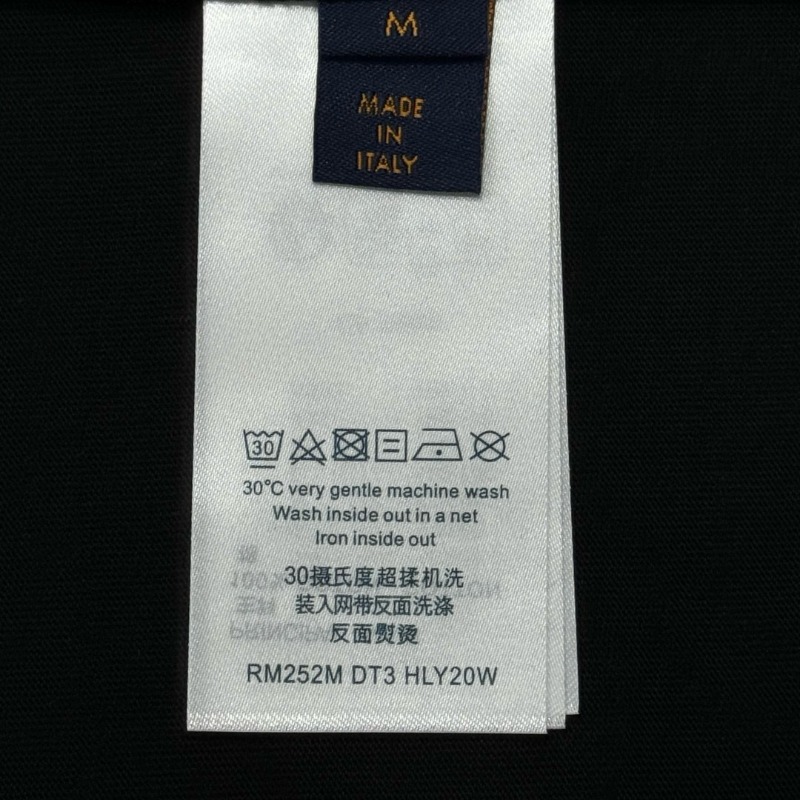 M
MADE
IN
ITALY
30
30°C very gentle machine wash
Wash inside out in a net
Iron inside out
30摄氏度超揉机洗
装入网带反面洗涤
反面熨烫
RM252M DT3 HLY20W